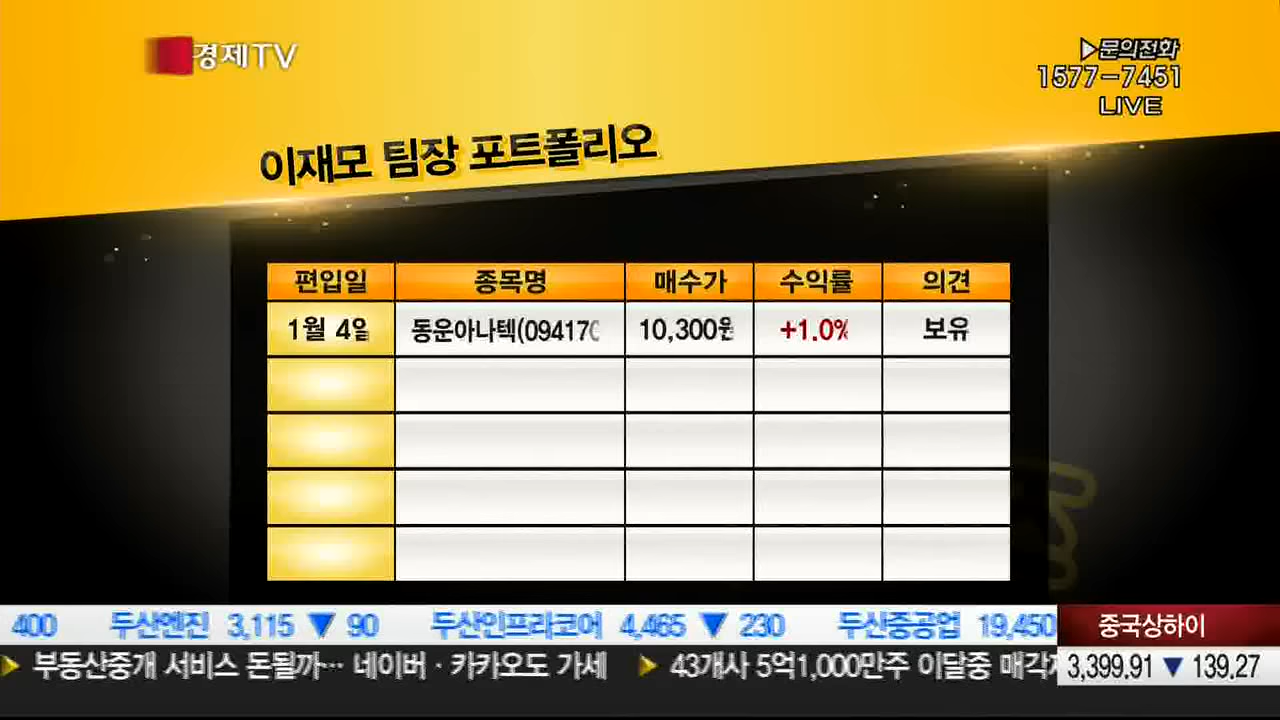 경제TV
▶문의전화
1577-7451
LIVE
이재모 팀장 포트폴리오
편입일 종목명 매수가 수익률 의견
1월 4일 동운아나텍(094170 10,300원 +1.0% 보유
400 두산엔진 3,115 ▼ 90 두산인프라코어 4,465 ▼ 230 두산중공업 19,450
중국상하이
부동산중개 서비스 돈될까… 네이버·카카오도 가세 43개사 5억1,000만주 이달중 매각
3,399.91 ▼ 139.27